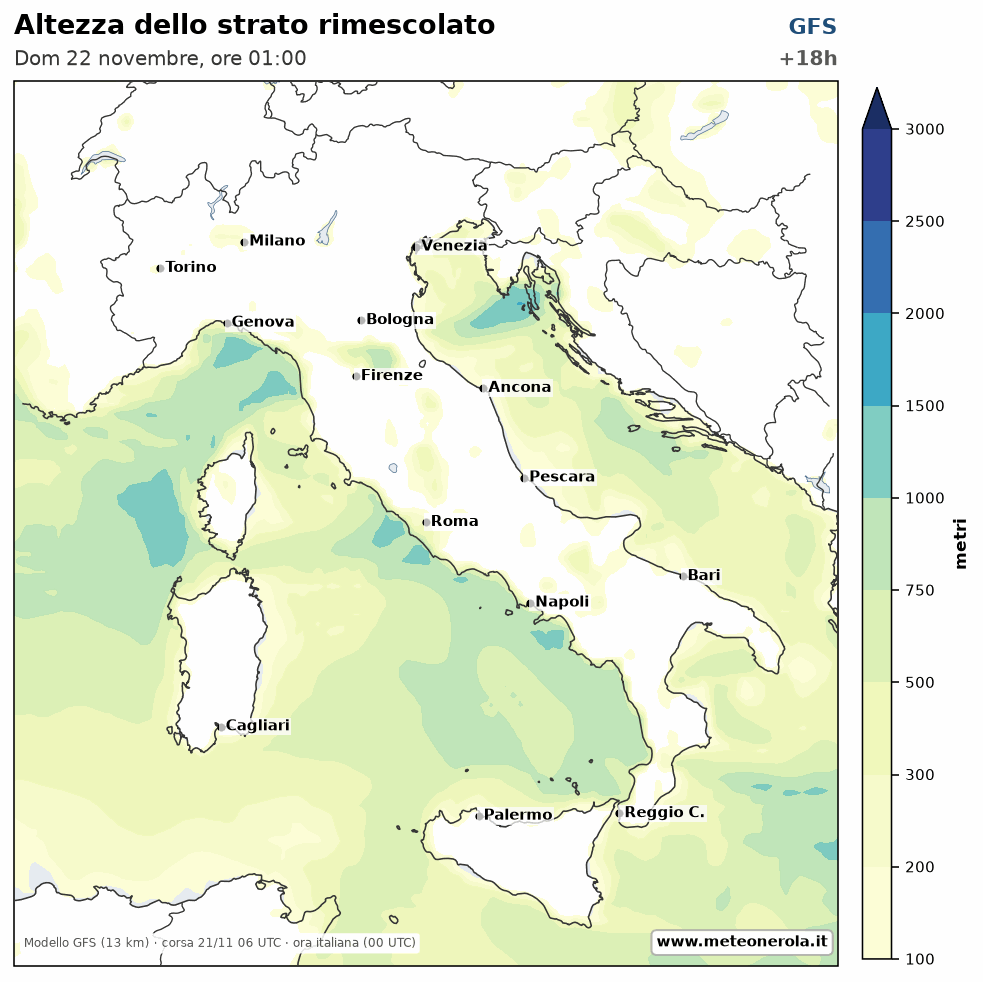 Altezza dello strato rimescolato
GFS
Dom 22 novembre, ore 01:00
+18h
3000
2500
2000
1500
1000
750
500
300
200
100
metri
Milano
Venezia
Torino
Genova
Bologna
Firenze
Ancona
Pescara
Roma
Bari
Napoli
Cagliari
Palermo
Reggio C.
Modello GFS (13 km) · corsa 21/11 06 UTC · ora italiana (00 UTC)
www.meteonerola.it